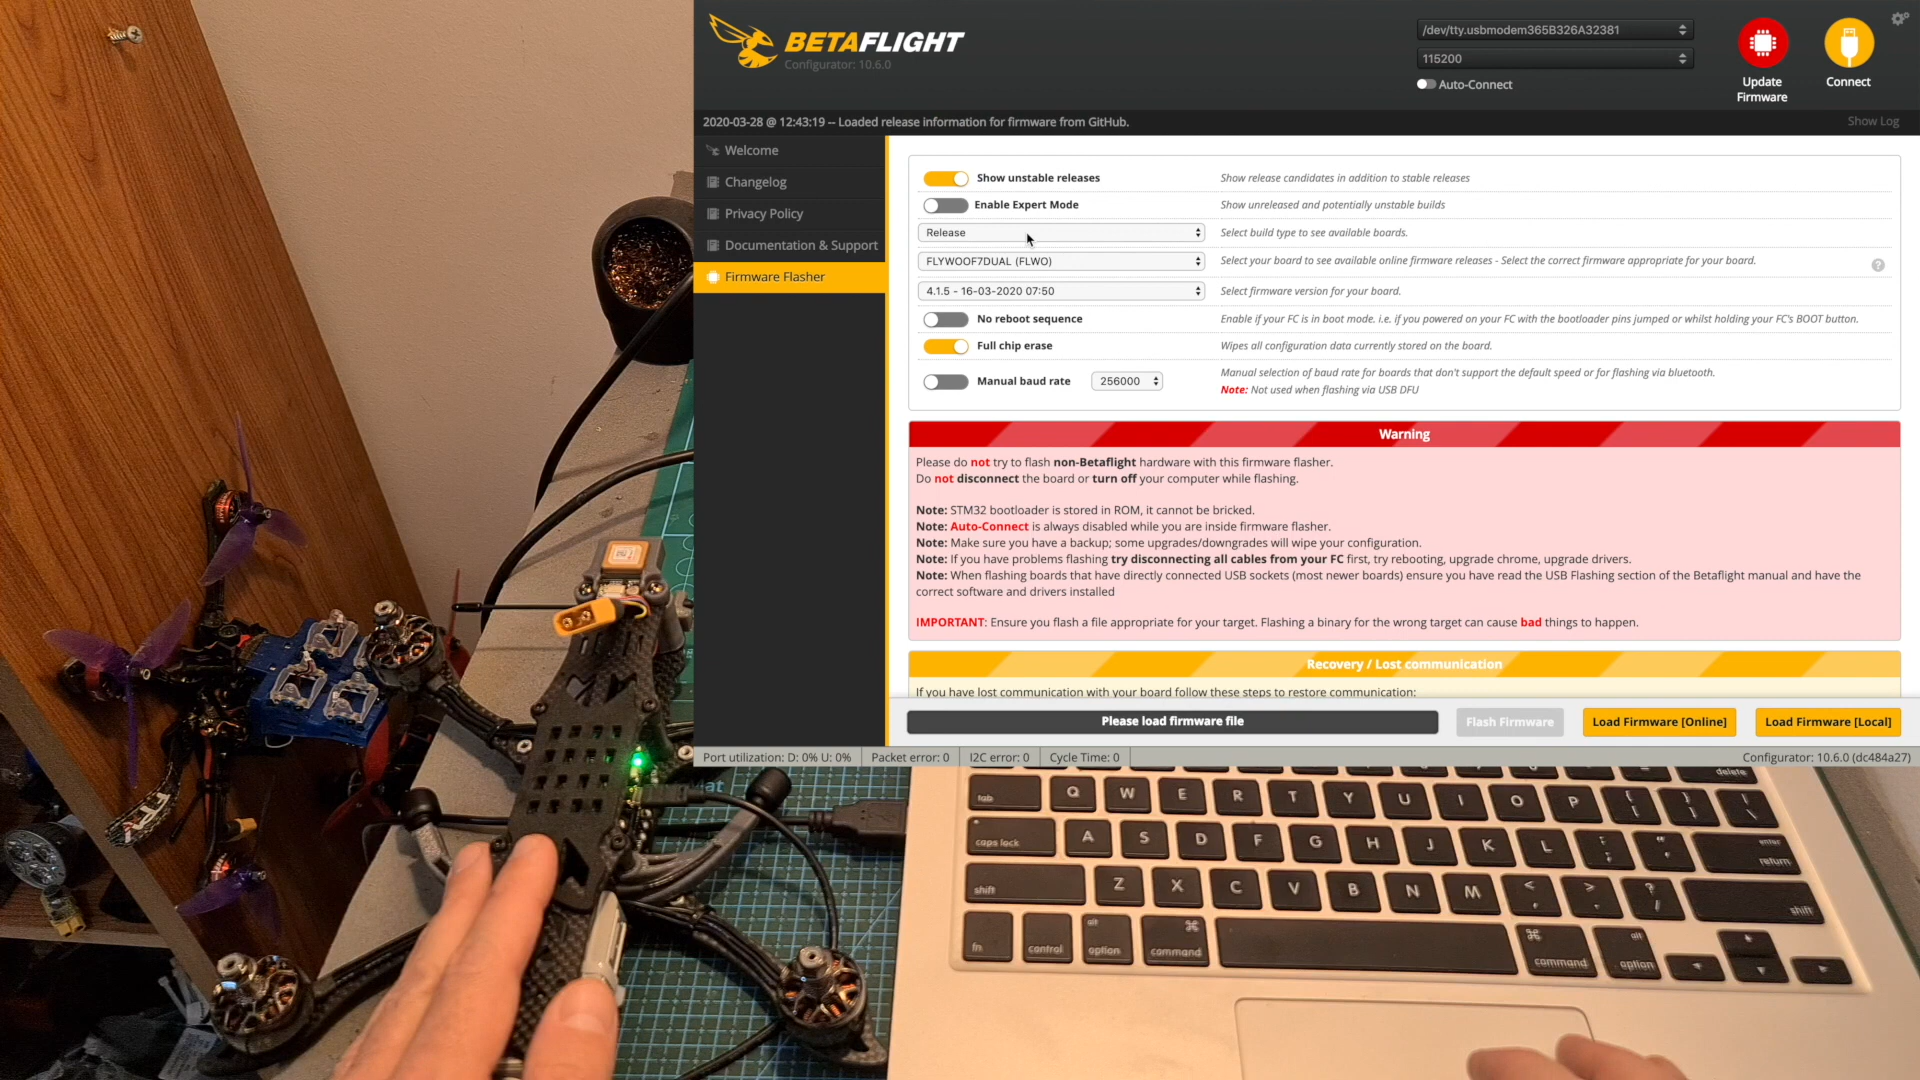 BETAFLIGHT
Configurator: 10.6.0
/dev/tty.usbmodem365B326A32381
115200
Auto-Connect
Update
Firmware
Connect
2020-03-28 @ 12:43:19 -- Loaded release information for firmware from GitHub.
Show Log
Welcome
Changelog
Privacy Policy
Documentation & Support
Firmware Flasher
Show unstable releases
Show release candidates in addition to stable releases
Enable Expert Mode
Show unreleased and potentially unstable builds
Release
Select build type to see available boards.
FLYWOOF7DUAL (FLWO)
Select your board to see available online firmware releases - Select the correct firmware appropriate for your board.
?
4.1.5 - 16-03-2020 07:50
Select firmware version for your board.
No reboot sequence
Enable if your FC is in boot mode. i.e. if you powered on your FC with the bootloader pins jumped or whilst holding your FC's BOOT button.
Full chip erase
Wipes all configuration data currently stored on the board.
Manual baud rate
256000
Manual selection of baud rate for boards that don't support the default speed or for flashing via bluetooth.
Note: Not used when flashing via USB DFU
Warning
Please do not try to flash non-Betaflight hardware with this firmware flasher.
Do not disconnect the board or turn off your computer while flashing.
Note: STM32 bootloader is stored in ROM, it cannot be bricked.
Note: Auto-Connect is always disabled while you are inside firmware flasher.
Note: Make sure you have a backup; some upgrades/downgrades will wipe your configuration.
Note: If you have problems flashing try disconnecting all cables from your FC first, try rebooting, upgrade chrome, upgrade drivers.
Note: When flashing boards that have directly connected USB sockets (most newer boards) ensure you have read the USB Flashing section of the Betaflight manual and have the
correct software and drivers installed
IMPORTANT: Ensure you flash a file appropriate for your target. Flashing a binary for the wrong target can cause bad things to happen.
Recovery / Lost communication
If you have lost communication with your board follow these steps to restore communication:
Please load firmware file
Flash Firmware
Load Firmware [Online]
Load Firmware [Local]
Port utilization: D: 0% U: 0%
Packet error: 0
I2C error: 0
Cycle Time: 0
Configurator: 10.6.0 (dc484a27)
delete
tab
Q W E R T Y U I O P { [ } ] | \
caps lock
A S D F G H J K L : ; " '
enter
return
shift
Z X C V B N M < , > . ? /
shift
fn
control
alt
option
⌘
command
⌘
command
alt
option